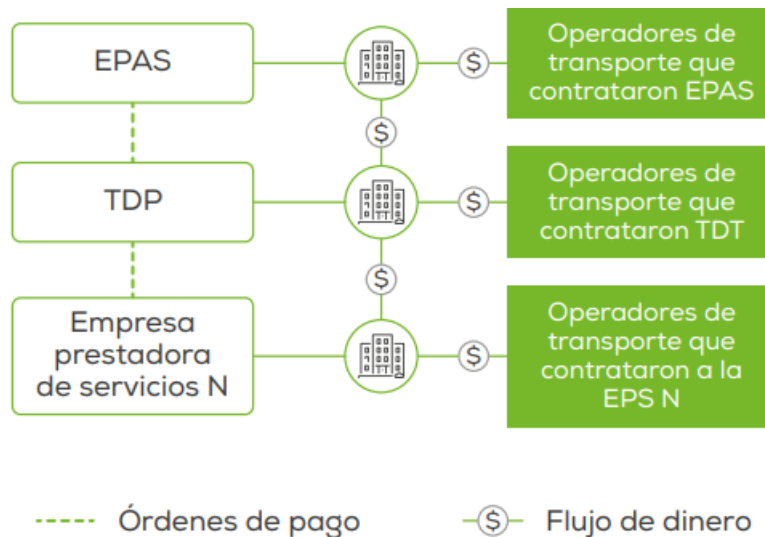 EPAS
$
Operadores de
transporte que
contrataron EPAS
$
TDP
$
Operadores de
transporte que
contrataron TDT
$
Empresa
prestadora
de servicios N
$
Operadores de
transporte que
contrataron a la
EPS N
Órdenes de pago
$ Flujo de dinero